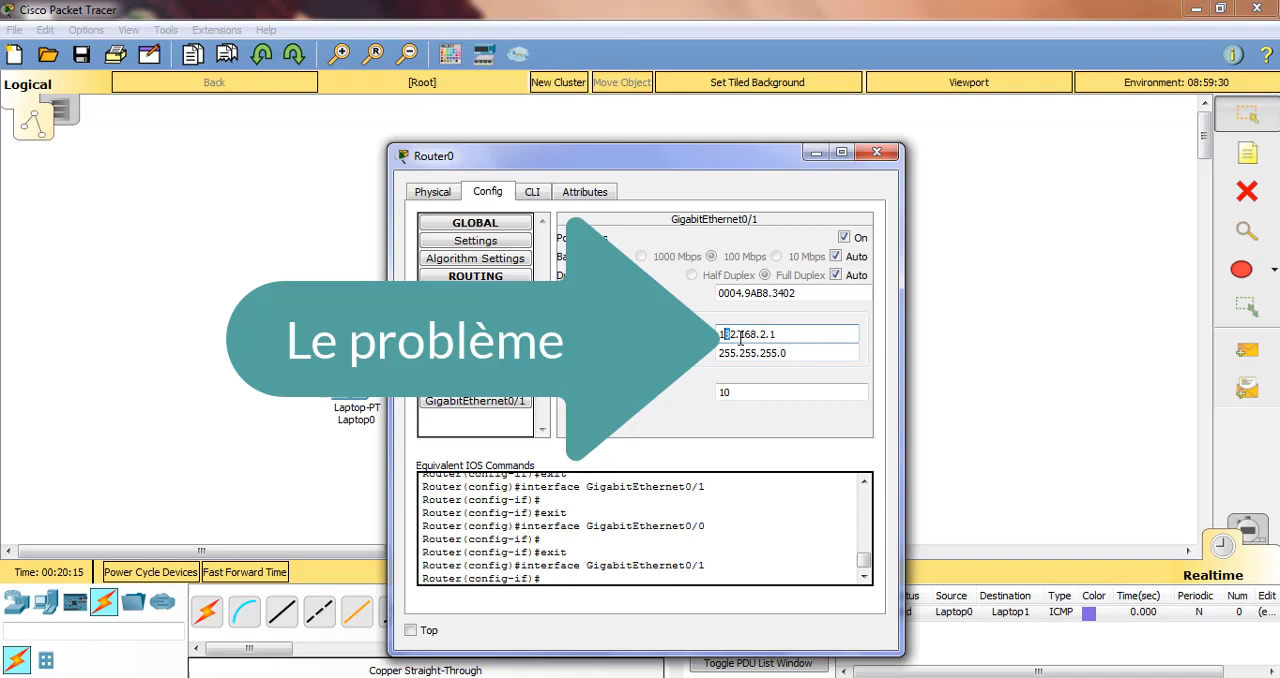 Cisco Packet Tracer
File Edit Options View Tools Extensions Help
Logical
Back
[Root]
New Cluster
Move Object
Set Tiled Background
Viewport
Environment: 08:59:30
Router0
Physical
Config
CLI
Attributes
GLOBAL
Settings
Algorithm Settings
ROUTING
GigabitEthernet0/1
On
1000 Mbps
100 Mbps
10 Mbps
Auto
Half Duplex
Full Duplex
Auto
0004.9AB8.3402
Le problème
255.255.255.0
10
GigabitEthernet0/1
Laptop-PT
Laptop0
Equivalent IOS Commands
Router(config-if)#exit
Router(config)#interface GigabitEthernet0/1
Router(config-if)#
Router(config-if)#exit
Router(config)#interface GigabitEthernet0/0
Router(config-if)#
Router(config-if)#exit
Router(config)#interface GigabitEthernet0/1
Router(config-if)#
Top
Time: 00:20:15
Power Cycle Devices
Fast Forward Time
Realtime
Source Destination Type Color Time(sec) Periodic Num Edit
Laptop0 Laptop1 ICMP 0.000 N 0 (e...
Copper Straight-Through
Toggle PDU List Window